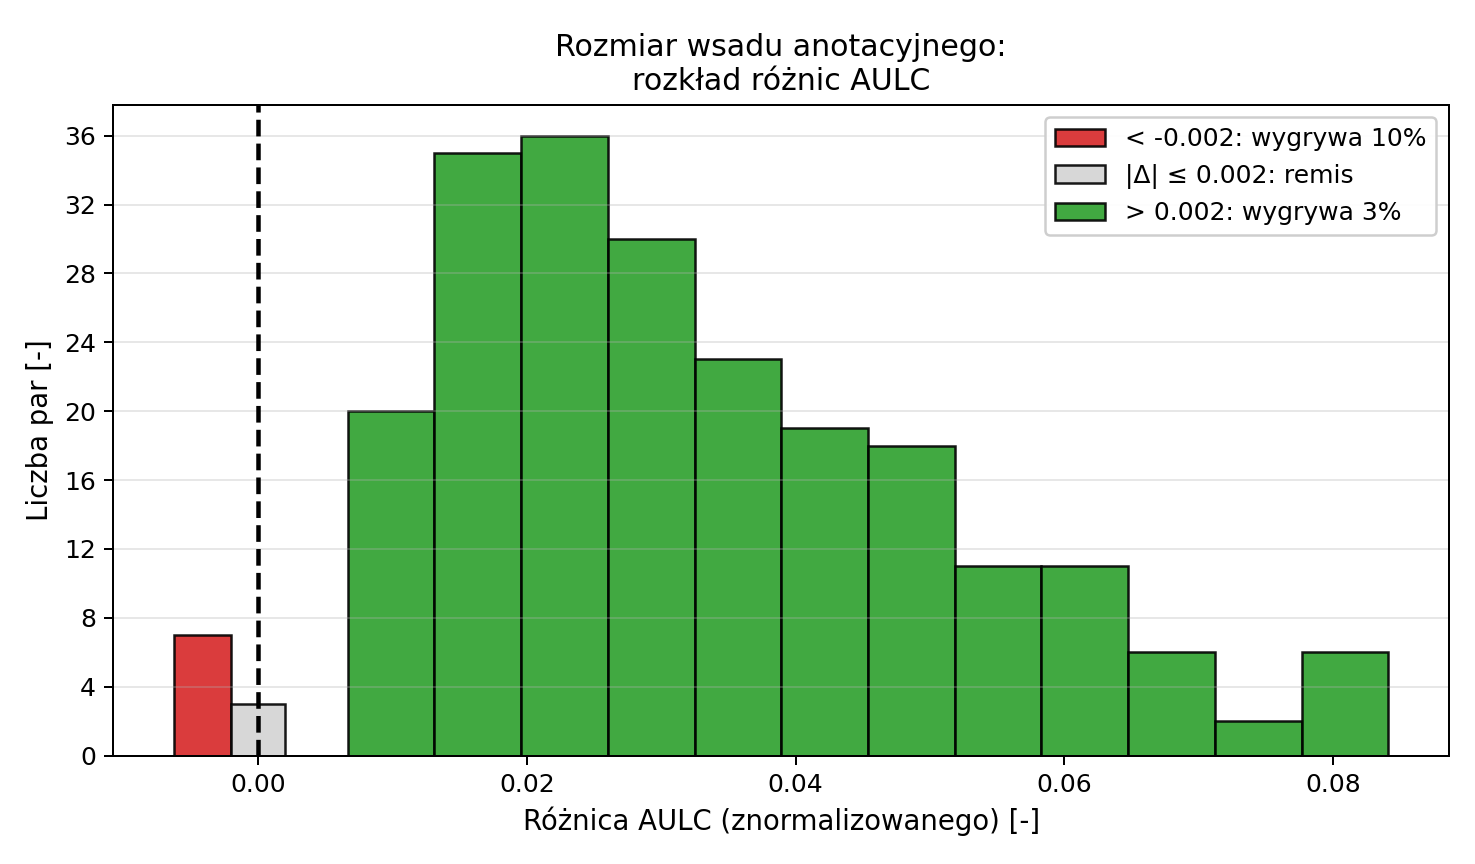 Rozmiar wsadu anotacyjnego:
rozkład różnic AULC
< -0.002: wygrywa 10%
|Δ| ≤ 0.002: remis
> 0.002: wygrywa 3%
Liczba par [-]
36
32
28
24
20
16
12
8
4
0
0.00
0.02
0.04
0.06
0.08
Różnica AULC (znormalizowanego) [-]